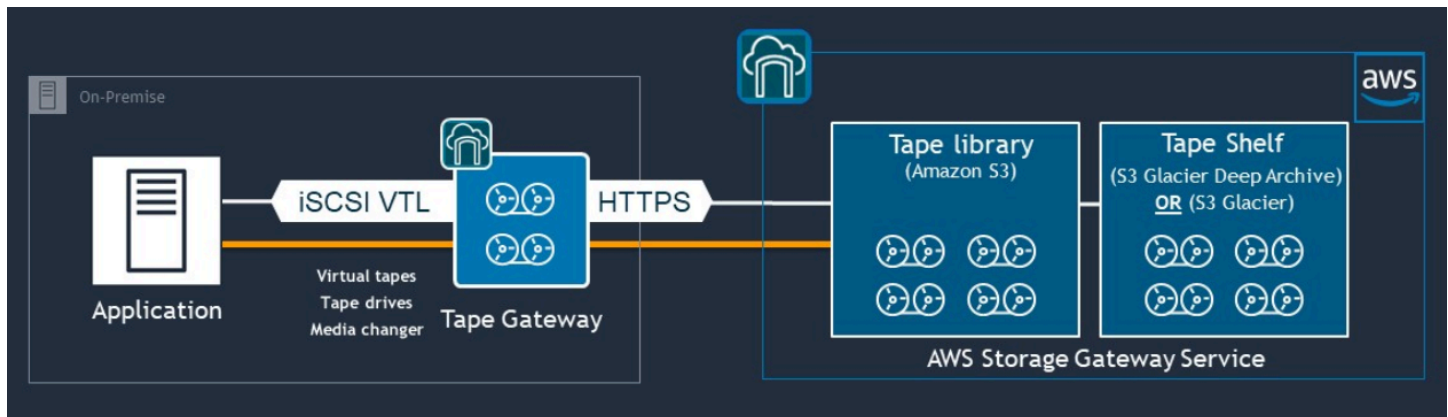 On-Premise
aws
Tape library
(Amazon S3)
Tape Shelf
(S3 Glacier Deep Archive)
OR (S3 Glacier)
iSCSI VTL
HTTPS
Virtual tapes
Tape drives
Media changer
Application
Tape Gateway
AWS Storage Gateway Service